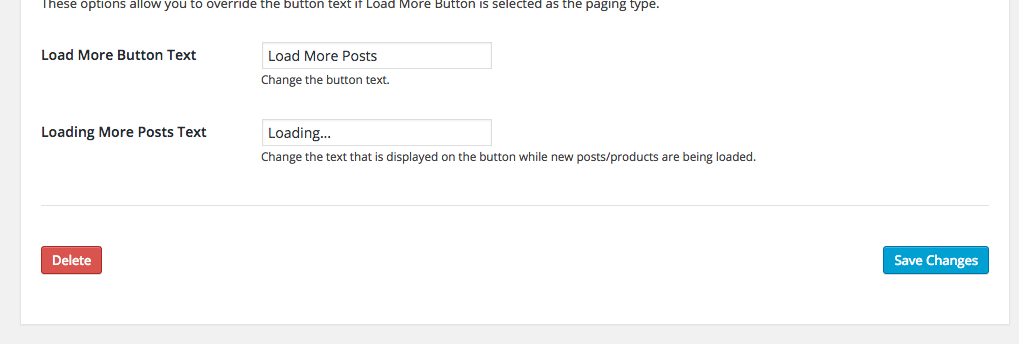 These options allow you to override the button text if Load More Button is selected as the paging type.
Load More Button Text
Load More Posts
Change the button text.
Loading More Posts Text
Loading...
Change the text that is displayed on the button while new posts/products are being loaded.
Delete
Save Changes